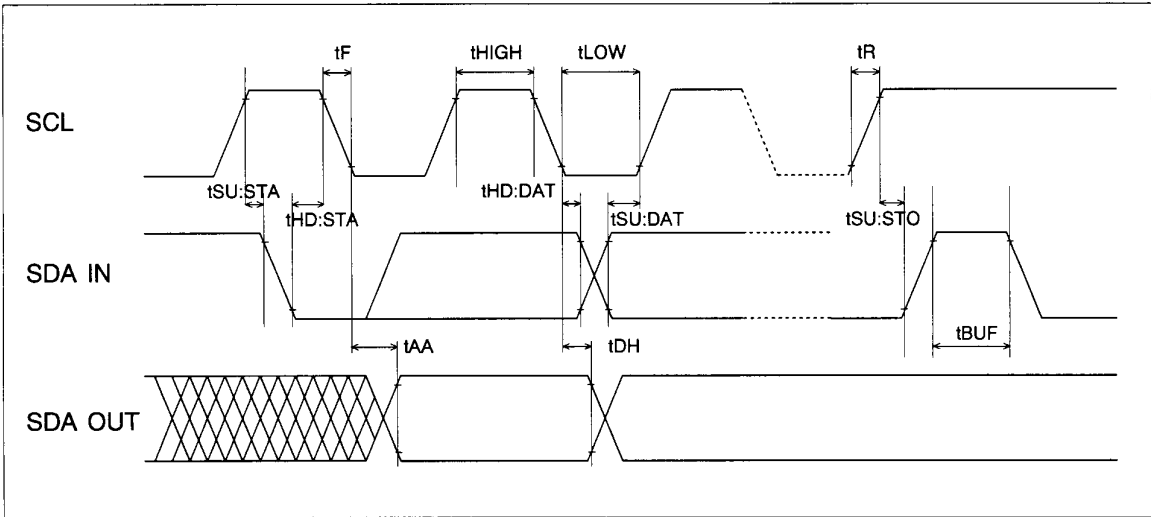 tF tHIGH tLOW tR
SCL
tSU:STA tHD:STA tHD:DAT tSU:DAT tSU:STO
SDA IN
tBUF
tAA tDH
SDA OUT